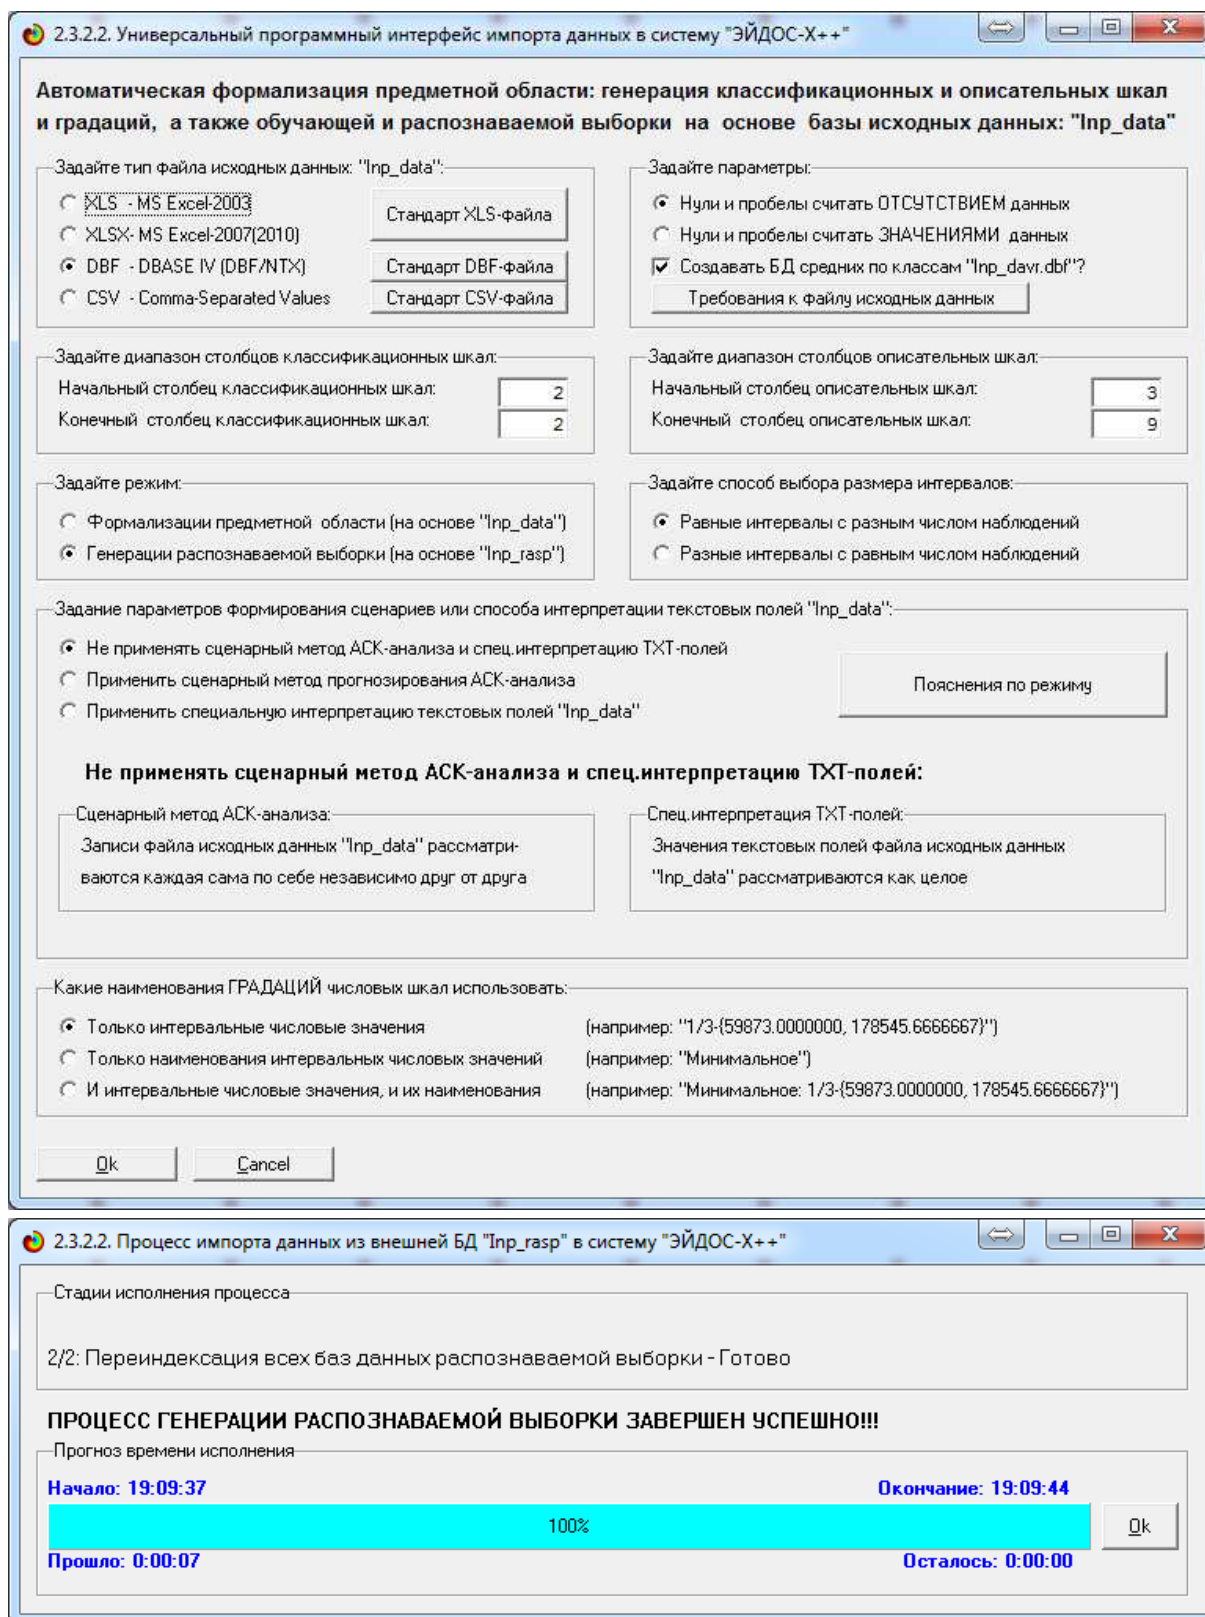 2.3.2.2. Универсальный программный интерфейс импорта данных в систему "ЭЙДОС-X++"
Автоматическая формализация предметной области: генерация классификационных и описательных шкал
и градаций, а также обучающей и распознаваемой выборки на основе базы исходных данных: "Inp_data"
Задайте тип файла исходных данных: "Inp_data":
XLS - MS Excel-2003
XLSX- MS Excel-2007(2010)
DBF - DBASE IV (DBF/NTX)
CSV - Comma-Separated Values
Стандарт XLS-файла
Стандарт DBF-файла
Стандарт CSV-файла
Задайте параметры:
Нули и пробелы считать ОТСУТСТВИЕМ данных
Нули и пробелы считать ЗНАЧЕНИЯМИ данных
Создавать БД средних по классам "Inp_davr.dbf"?
Требования к файлу исходных данных
Задайте диапазон столбцов классификационных шкал:
Начальный столбец классификационных шкал: 2
Конечный столбец классификационных шкал: 2
Задайте диапазон столбцов описательных шкал:
Начальный столбец описательных шкал: 3
Конечный столбец описательных шкал: 9
Задайте режим:
Формализации предметной области (на основе "Inp_data")
Генерации распознаваемой выборки (на основе "Inp_rasp")
Задайте способ выбора размера интервалов:
Равные интервалы с разным числом наблюдений
Разные интервалы с равным числом наблюдений
Задание параметров формирования сценариев или способа интерпретации текстовых полей "Inp_data":
Не применять сценарный метод АСК-анализа и спец.интерпретацию TXT-полей
Применить сценарный метод прогнозирования АСК-анализа
Применить специальную интерпретацию текстовых полей "Inp_data"
Пояснения по режиму
Не применять сценарный метод АСК-анализа и спец.интерпретацию TXT-полей:
Сценарный метод АСК-анализа:
Записи файла исходных данных "Inp_data" рассматри-
ваются каждая сама по себе независимо друг от друга
Спец.интерпретация TXT-полей:
Значения текстовых полей файла исходных данных
"Inp_data" рассматриваются как целое
Какие наименования ГРАДАЦИЙ числовых шкал использовать:
Только интервальные числовые значения (например: "1/3-{59873.0000000, 178545.6666667}")
Только наименования интервальных числовых значений (например: "Минимальное")
И интервальные числовые значения, и их наименования (например: "Минимальное: 1/3-{59873.0000000, 178545.6666667}")
Ok Cancel
2.3.2.2. Процесс импорта данных из внешней БД "Inp_rasp" в систему "ЭЙДОС-X++"
Стадии исполнения процесса
2/2: Переиндексация всех баз данных распознаваемой выборки - Готово
ПРОЦЕСС ГЕНЕРАЦИИ РАСПОЗНАВАЕМОЙ ВЫБОРКИ ЗАВЕРШЕН УСПЕШНО!!!
Прогноз времени исполнения
Начало: 19:09:37 Окончание: 19:09:44
100% Ok
Прошло: 0:00:07 Осталось: 0:00:00